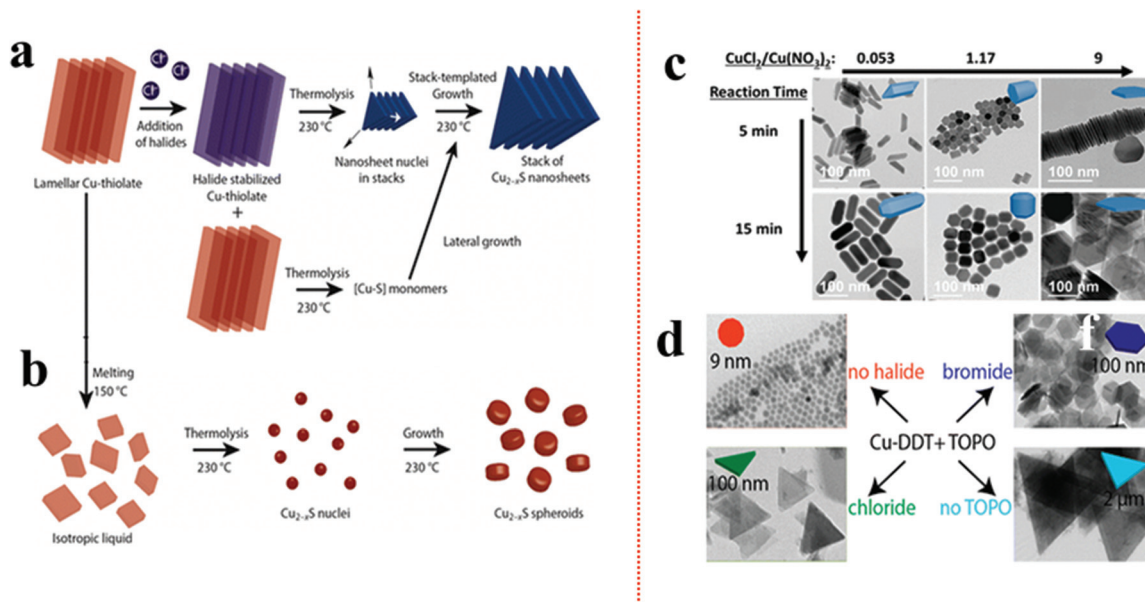 a
Cl⁻
Cl⁻
Cl⁻
Addition
of halides
Thermolysis
230 °C
Stack-templated
Growth
230 °C
Nanosheet nuclei
in stacks
Stack of
Cu₂₋ₓS nanosheets
Lamellar Cu-thiolate
Halide stabilized
Cu-thiolate
+
Lateral growth
Thermolysis
230 °C
[Cu-S] monomers
b
Melting
150 °C
Thermolysis
230 °C
Growth
230 °C
Isotropic liquid
Cu₂₋ₓS nuclei
Cu₂₋ₓS spheroids
c
CuCl₂/Cu(NO₃)₂:
0.053
1.17
9
Reaction Time
5 min
100 nm
100 nm
100 nm
15 min
100 nm
100 nm
100 nm
d
9 nm
no halide
bromide
f
100 nm
Cu-DDT+ TOPO
100 nm
chloride
no TOPO
2 μm